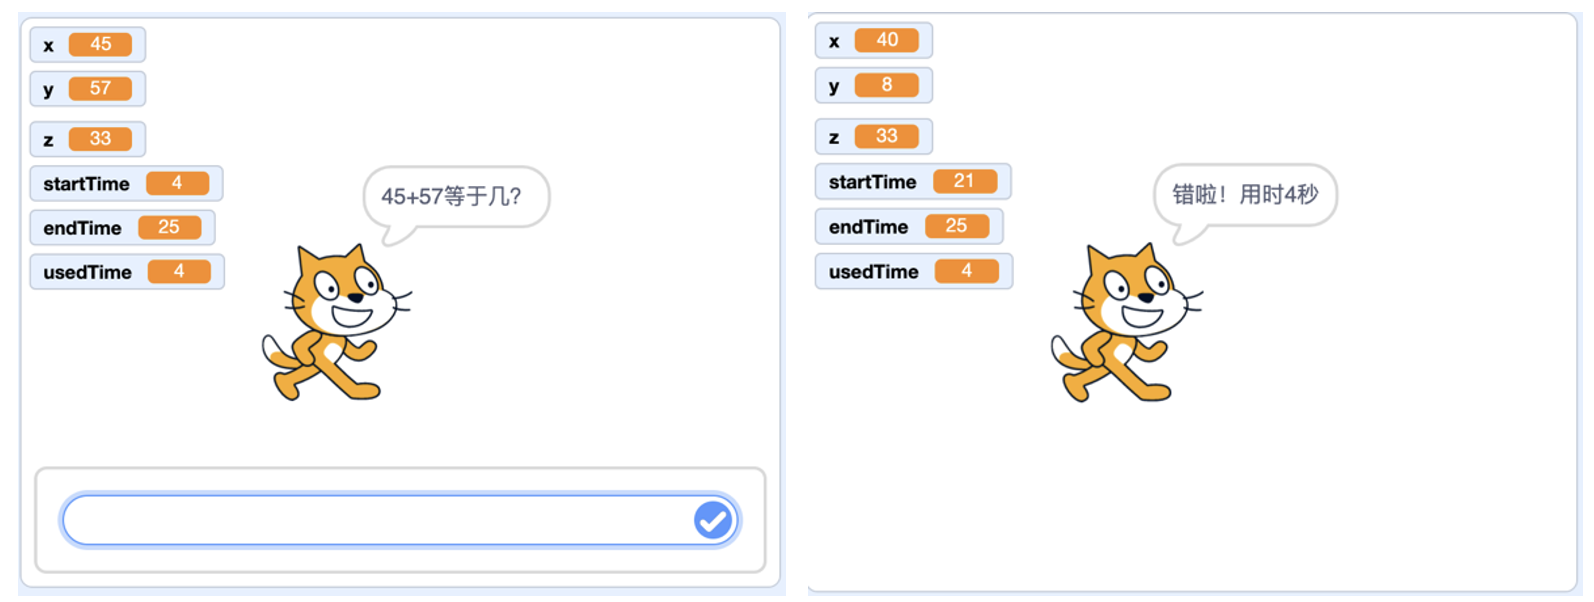 x 45
y 57
z 33
startTime 4
endTime 25
usedTime 4
45+57等于几?
x 40
y 8
z 33
startTime 21
endTime 25
usedTime 4
错啦！用时4秒